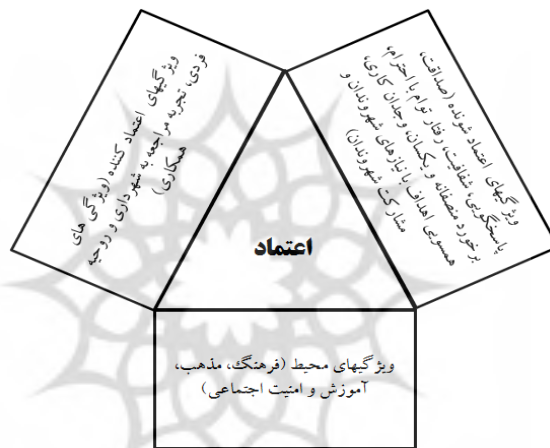 ویژگیهای اعتماد شونده (صداقت،
پاسخگویی، شفافیت، رفتار توام با احترام،
برخورد منصفانه و یکسان، وجدان کاری،
همسویی اهداف با نیازهای شهروندان و
مشارکت شهروندان)
ویژگیهای اعتماد کننده (ویژگی های
فردی، تجربه مراجعه به شهرداری و روحیه
همکاری)
اعتماد
ویژگیهای محیط (فرهنگ، مذهب،
آموزش و امنیت اجتماعی)